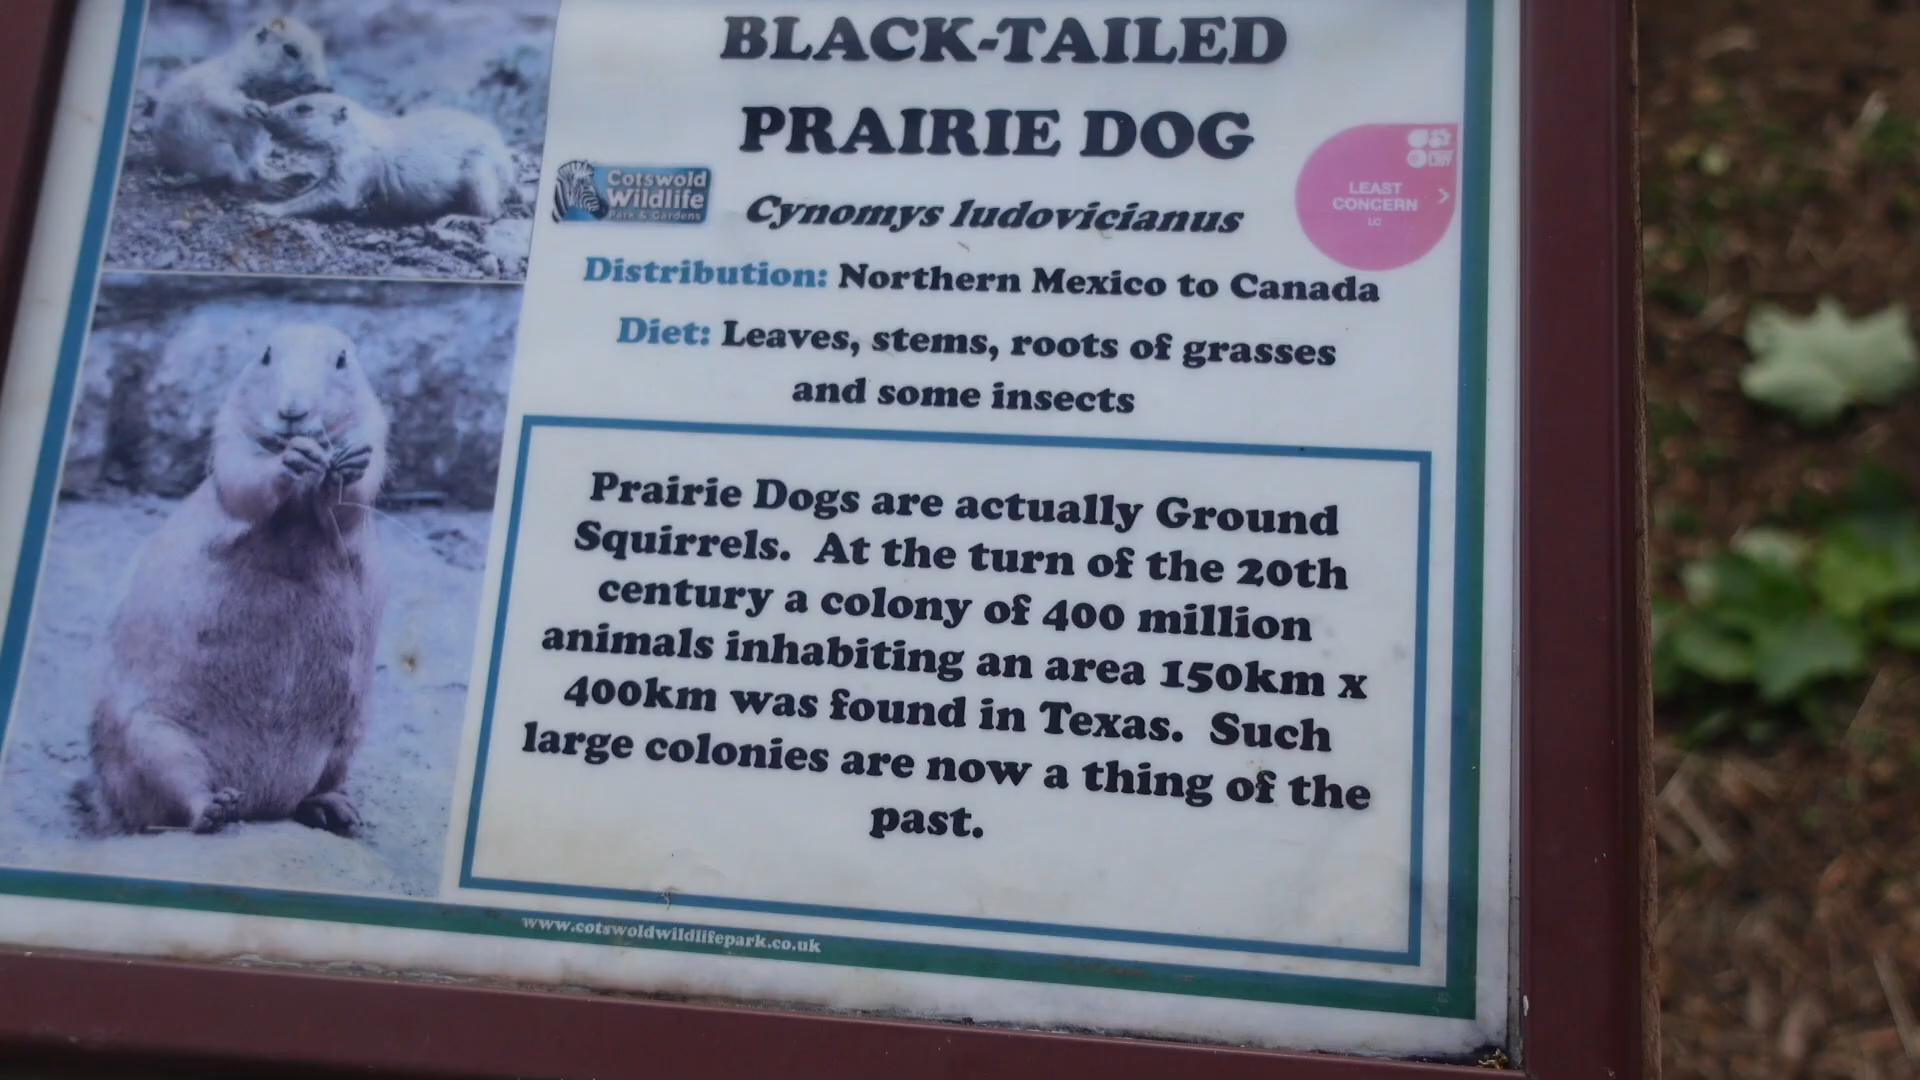 BLACK-TAILED
PRAIRIE DOG
Cotswold
Wildlife
Park & Gardens
Cynomys ludovicianus
LEAST
CONCERN
LC
Distribution: Northern Mexico to Canada
Diet: Leaves, stems, roots of grasses
and some insects
Prairie Dogs are actually Ground
Squirrels. At the turn of the 20th
century a colony of 400 million
animals inhabiting an area 150km x
400km was found in Texas. Such
large colonies are now a thing of the
past.
www.cotswoldwildlifepark.co.uk